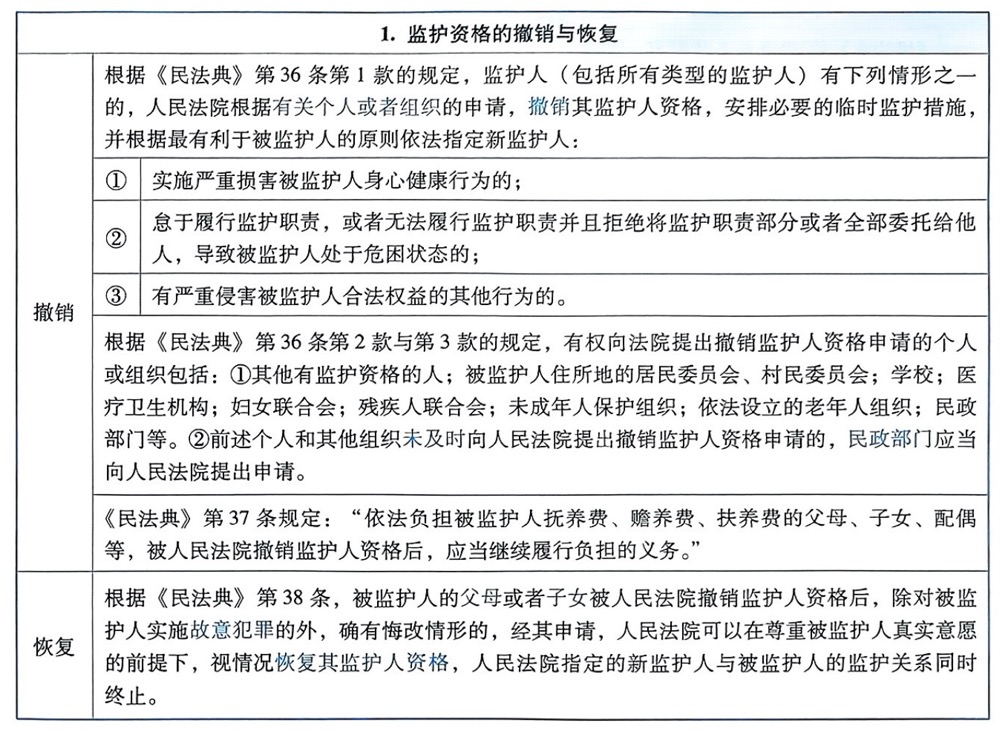 1. 监护资格的撤销与恢复
根据《民法典》第36条第1款的规定，监护人（包括所有类型的监护人）有下列情形之一
的，人民法院根据有关个人或者组织的申请，撤销其监护人资格，安排必要的临时监护措施，
并根据最有利于被监护人的原则依法指定新监护人：
① 实施严重损害被监护人身心健康行为的；
② 怠于履行监护职责，或者无法履行监护职责并且拒绝将监护职责部分或者全部委托给他
人，导致被监护人处于危困状态的；
③ 有严重侵害被监护人合法权益的其他行为的。
撤销
根据《民法典》第36条第2款与第3款的规定，有权向法院提出撤销监护人资格申请的个人
或组织包括：①其他有监护资格的人；被监护人住所地的居民委员会、村民委员会；学校；医
疗卫生机构；妇女联合会；残疾人联合会；未成年人保护组织；依法设立的老年人组织；民政
部门等。②前述个人和其他组织未及时向人民法院提出撤销监护人资格申请的，民政部门应当
向人民法院提出申请。
《民法典》第37条规定：“依法负担被监护人抚养费、赡养费、扶养费的父母、子女、配偶
等，被人民法院撤销监护人资格后，应当继续履行负担的义务。”
恢复
根据《民法典》第38条，被监护人的父母或者子女被人民法院撤销监护人资格后，除对被监
护人实施故意犯罪的外，确有悔改情形的，经其申请，人民法院可以在尊重被监护人真实意愿
的前提下，视情况恢复其监护人资格，人民法院指定的新监护人与被监护人的监护关系同时
终止。